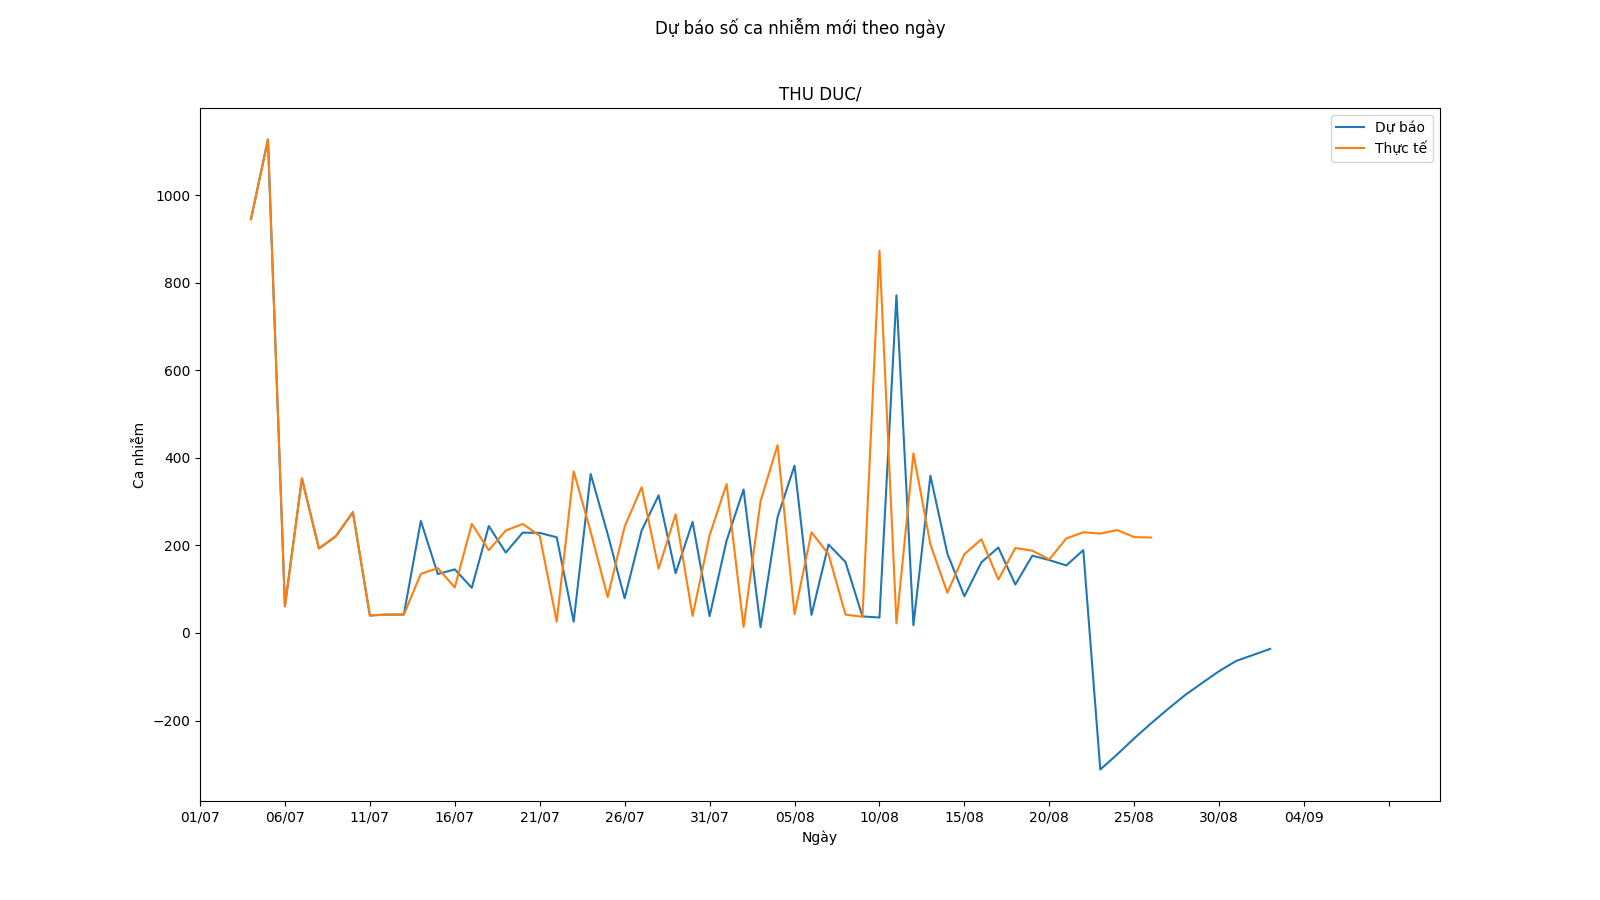 Dự báo số ca nhiễm mới theo ngày
THU DUC/
Dự báo
Thực tế
Ca nhiễm
1000
800
600
400
200
0
−200
01/07 06/07 11/07 16/07 21/07 26/07 31/07 05/08 10/08 15/08 20/08 25/08 30/08 04/09
Ngày